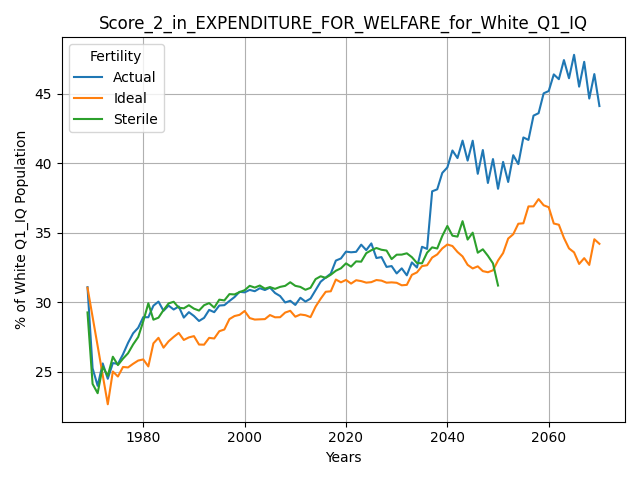 Score_2_in_EXPENDITURE_FOR_WELFARE_for_White_Q1_IQ
Fertility
Actual
Ideal
Sterile
% of White Q1_IQ Population
45
40
35
30
25
1980
2000
2020
2040
2060
Years